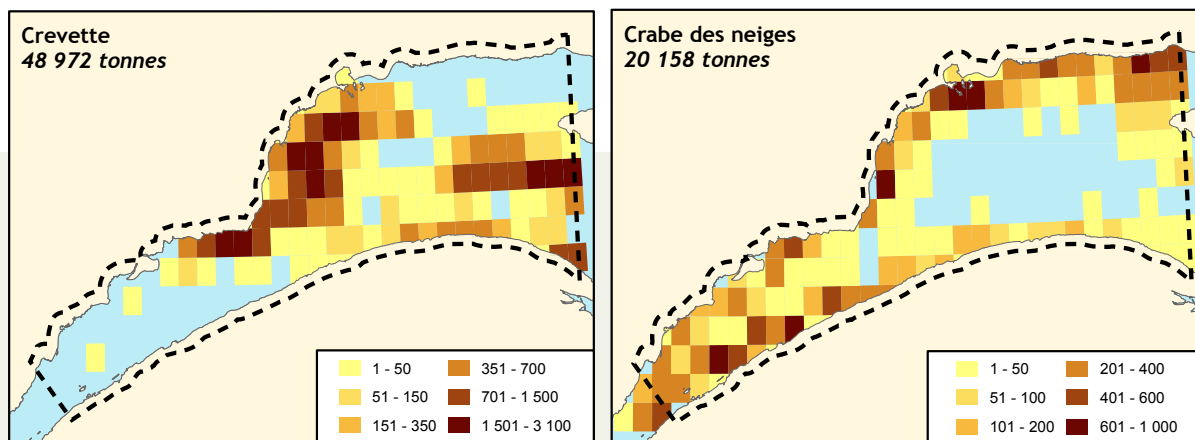 Crevette
48 972 tonnes
1 - 50
351 - 700
51 - 150
701 - 1 500
151 - 350
1 501 - 3 100
Crabe des neiges
20 158 tonnes
1 - 50
201 - 400
51 - 100
401 - 600
101 - 200
601 - 1 000